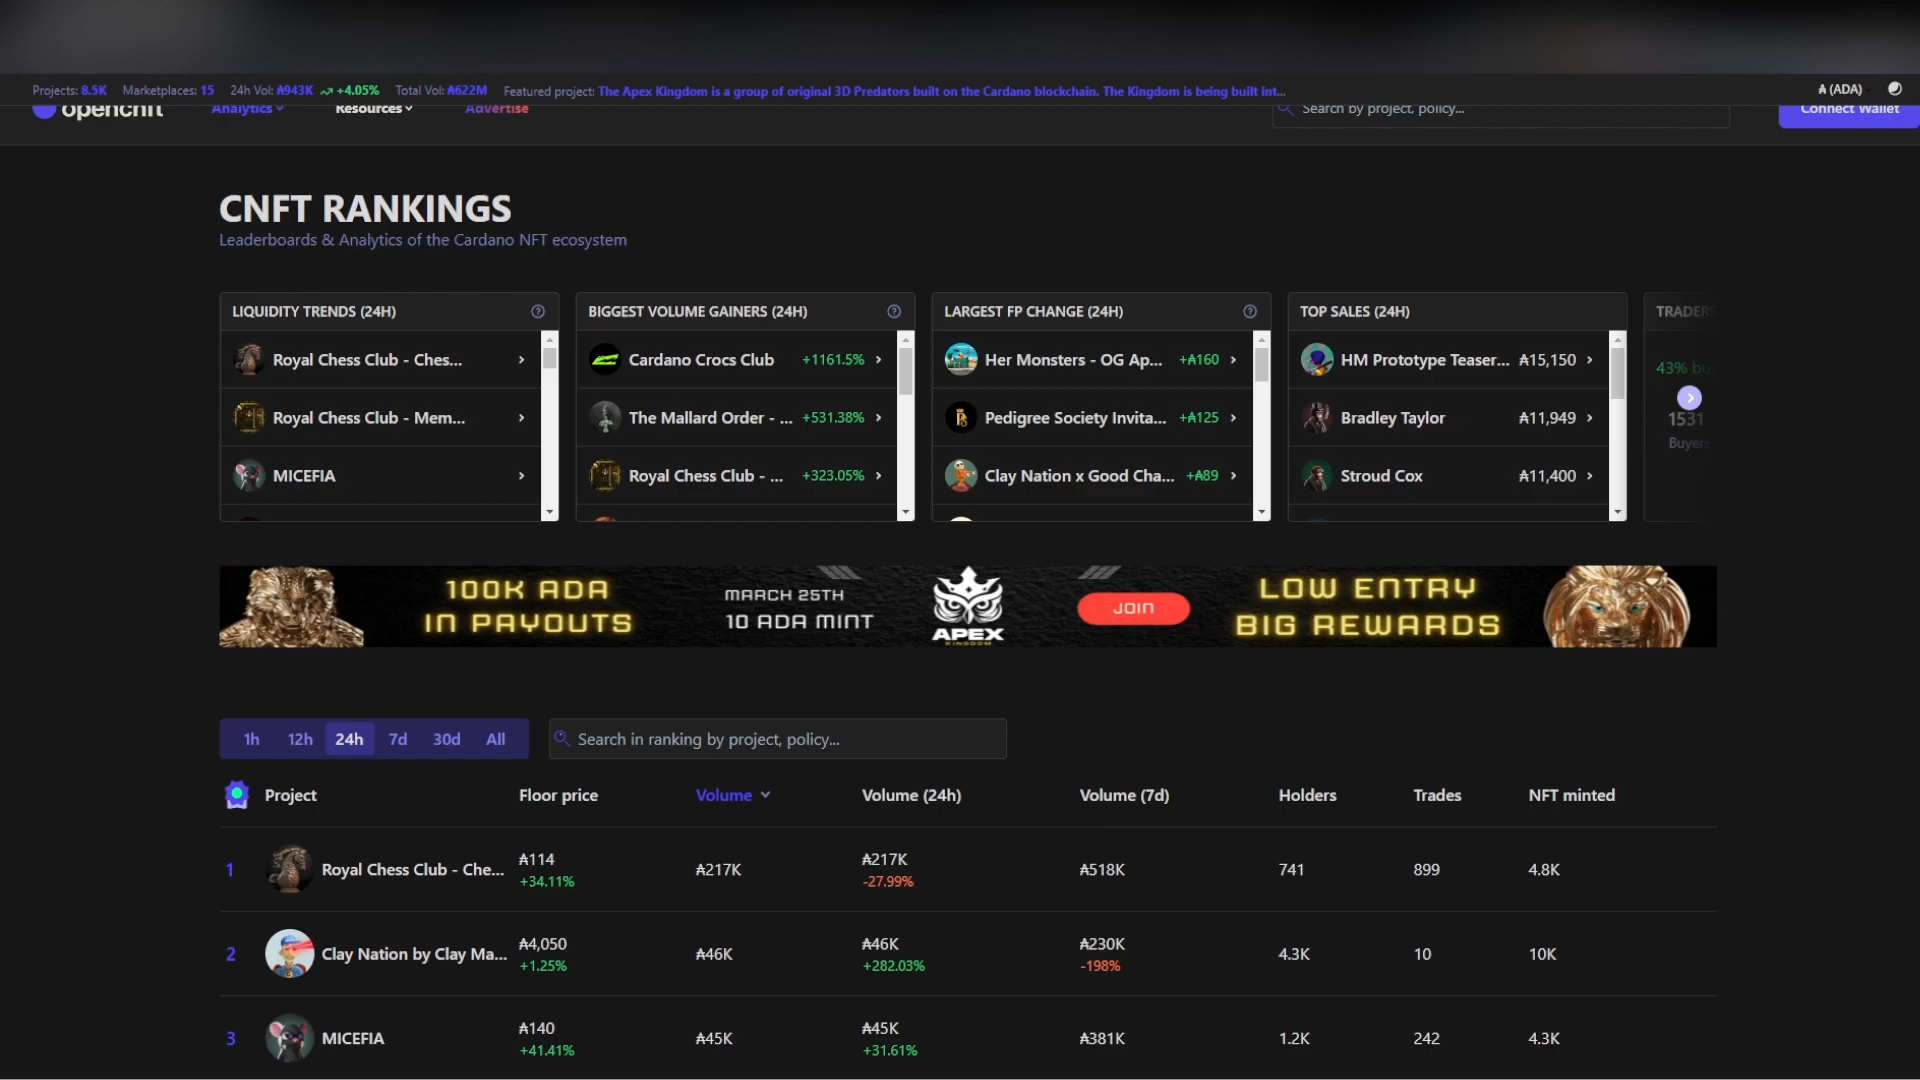 Projects: 8.5K Marketplaces: 15 24h Vol: ₳943K +4.05% Total Vol: ₳622M Featured project: The Apex Kingdom is a group of original 3D Predators built on the Cardano blockchain. The Kingdom is being built int... ₳ (ADA)
opencnft Analytics Resources Advertise Search by project, policy... Connect Wallet
CNFT RANKINGS
Leaderboards & Analytics of the Cardano NFT ecosystem
LIQUIDITY TRENDS (24H)
Royal Chess Club - Ches...
Royal Chess Club - Mem...
MICEFIA
BIGGEST VOLUME GAINERS (24H)
Cardano Crocs Club +1161.5%
The Mallard Order - ... +531.38%
Royal Chess Club - ... +323.05%
LARGEST FP CHANGE (24H)
Her Monsters - OG Ap... +₳160
Pedigree Society Invita... +₳125
Clay Nation x Good Cha... +₳89
TOP SALES (24H)
HM Prototype Teaser... ₳15,150
Bradley Taylor ₳11,949
Stroud Cox ₳11,400
TRADERS
43% bu
1531
Buyers
100K ADA
IN PAYOUTS
MARCH 25TH
10 ADA MINT
APEX
KINGDOM
JOIN
LOW ENTRY
BIG REWARDS
1h 12h 24h 7d 30d All Search in ranking by project, policy...
Project Floor price Volume Volume (24h) Volume (7d) Holders Trades NFT minted
1 Royal Chess Club - Che... ₳114 +34.11% ₳217K ₳217K -27.99% ₳518K 741 899 4.8K
2 Clay Nation by Clay Ma... ₳4,050 +1.25% ₳46K ₳46K +282.03% ₳230K -198% 4.3K 10 10K
3 MICEFIA ₳140 +41.41% ₳45K ₳45K +31.61% ₳381K 1.2K 242 4.3K